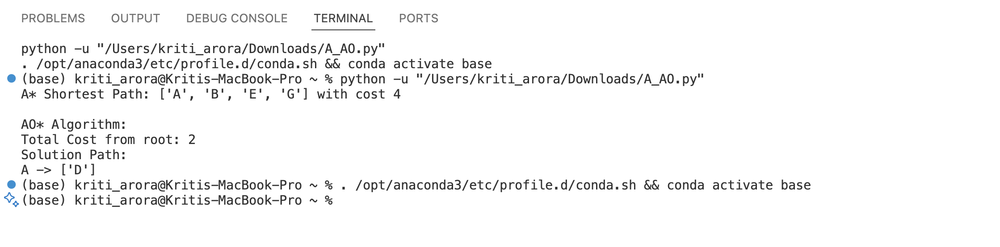 PROBLEMS OUTPUT DEBUG CONSOLE TERMINAL PORTS
python -u "/Users/kriti_arora/Downloads/A_AO.py"
. /opt/anaconda3/etc/profile.d/conda.sh && conda activate base
(base) kriti_arora@Kritis-MacBook-Pro ~ % python -u "/Users/kriti_arora/Downloads/A_AO.py"
A* Shortest Path: ['A', 'B', 'E', 'G'] with cost 4
AO* Algorithm:
Total Cost from root: 2
Solution Path:
A -> ['D']
(base) kriti_arora@Kritis-MacBook-Pro ~ % . /opt/anaconda3/etc/profile.d/conda.sh && conda activate base
(base) kriti_arora@Kritis-MacBook-Pro ~ %